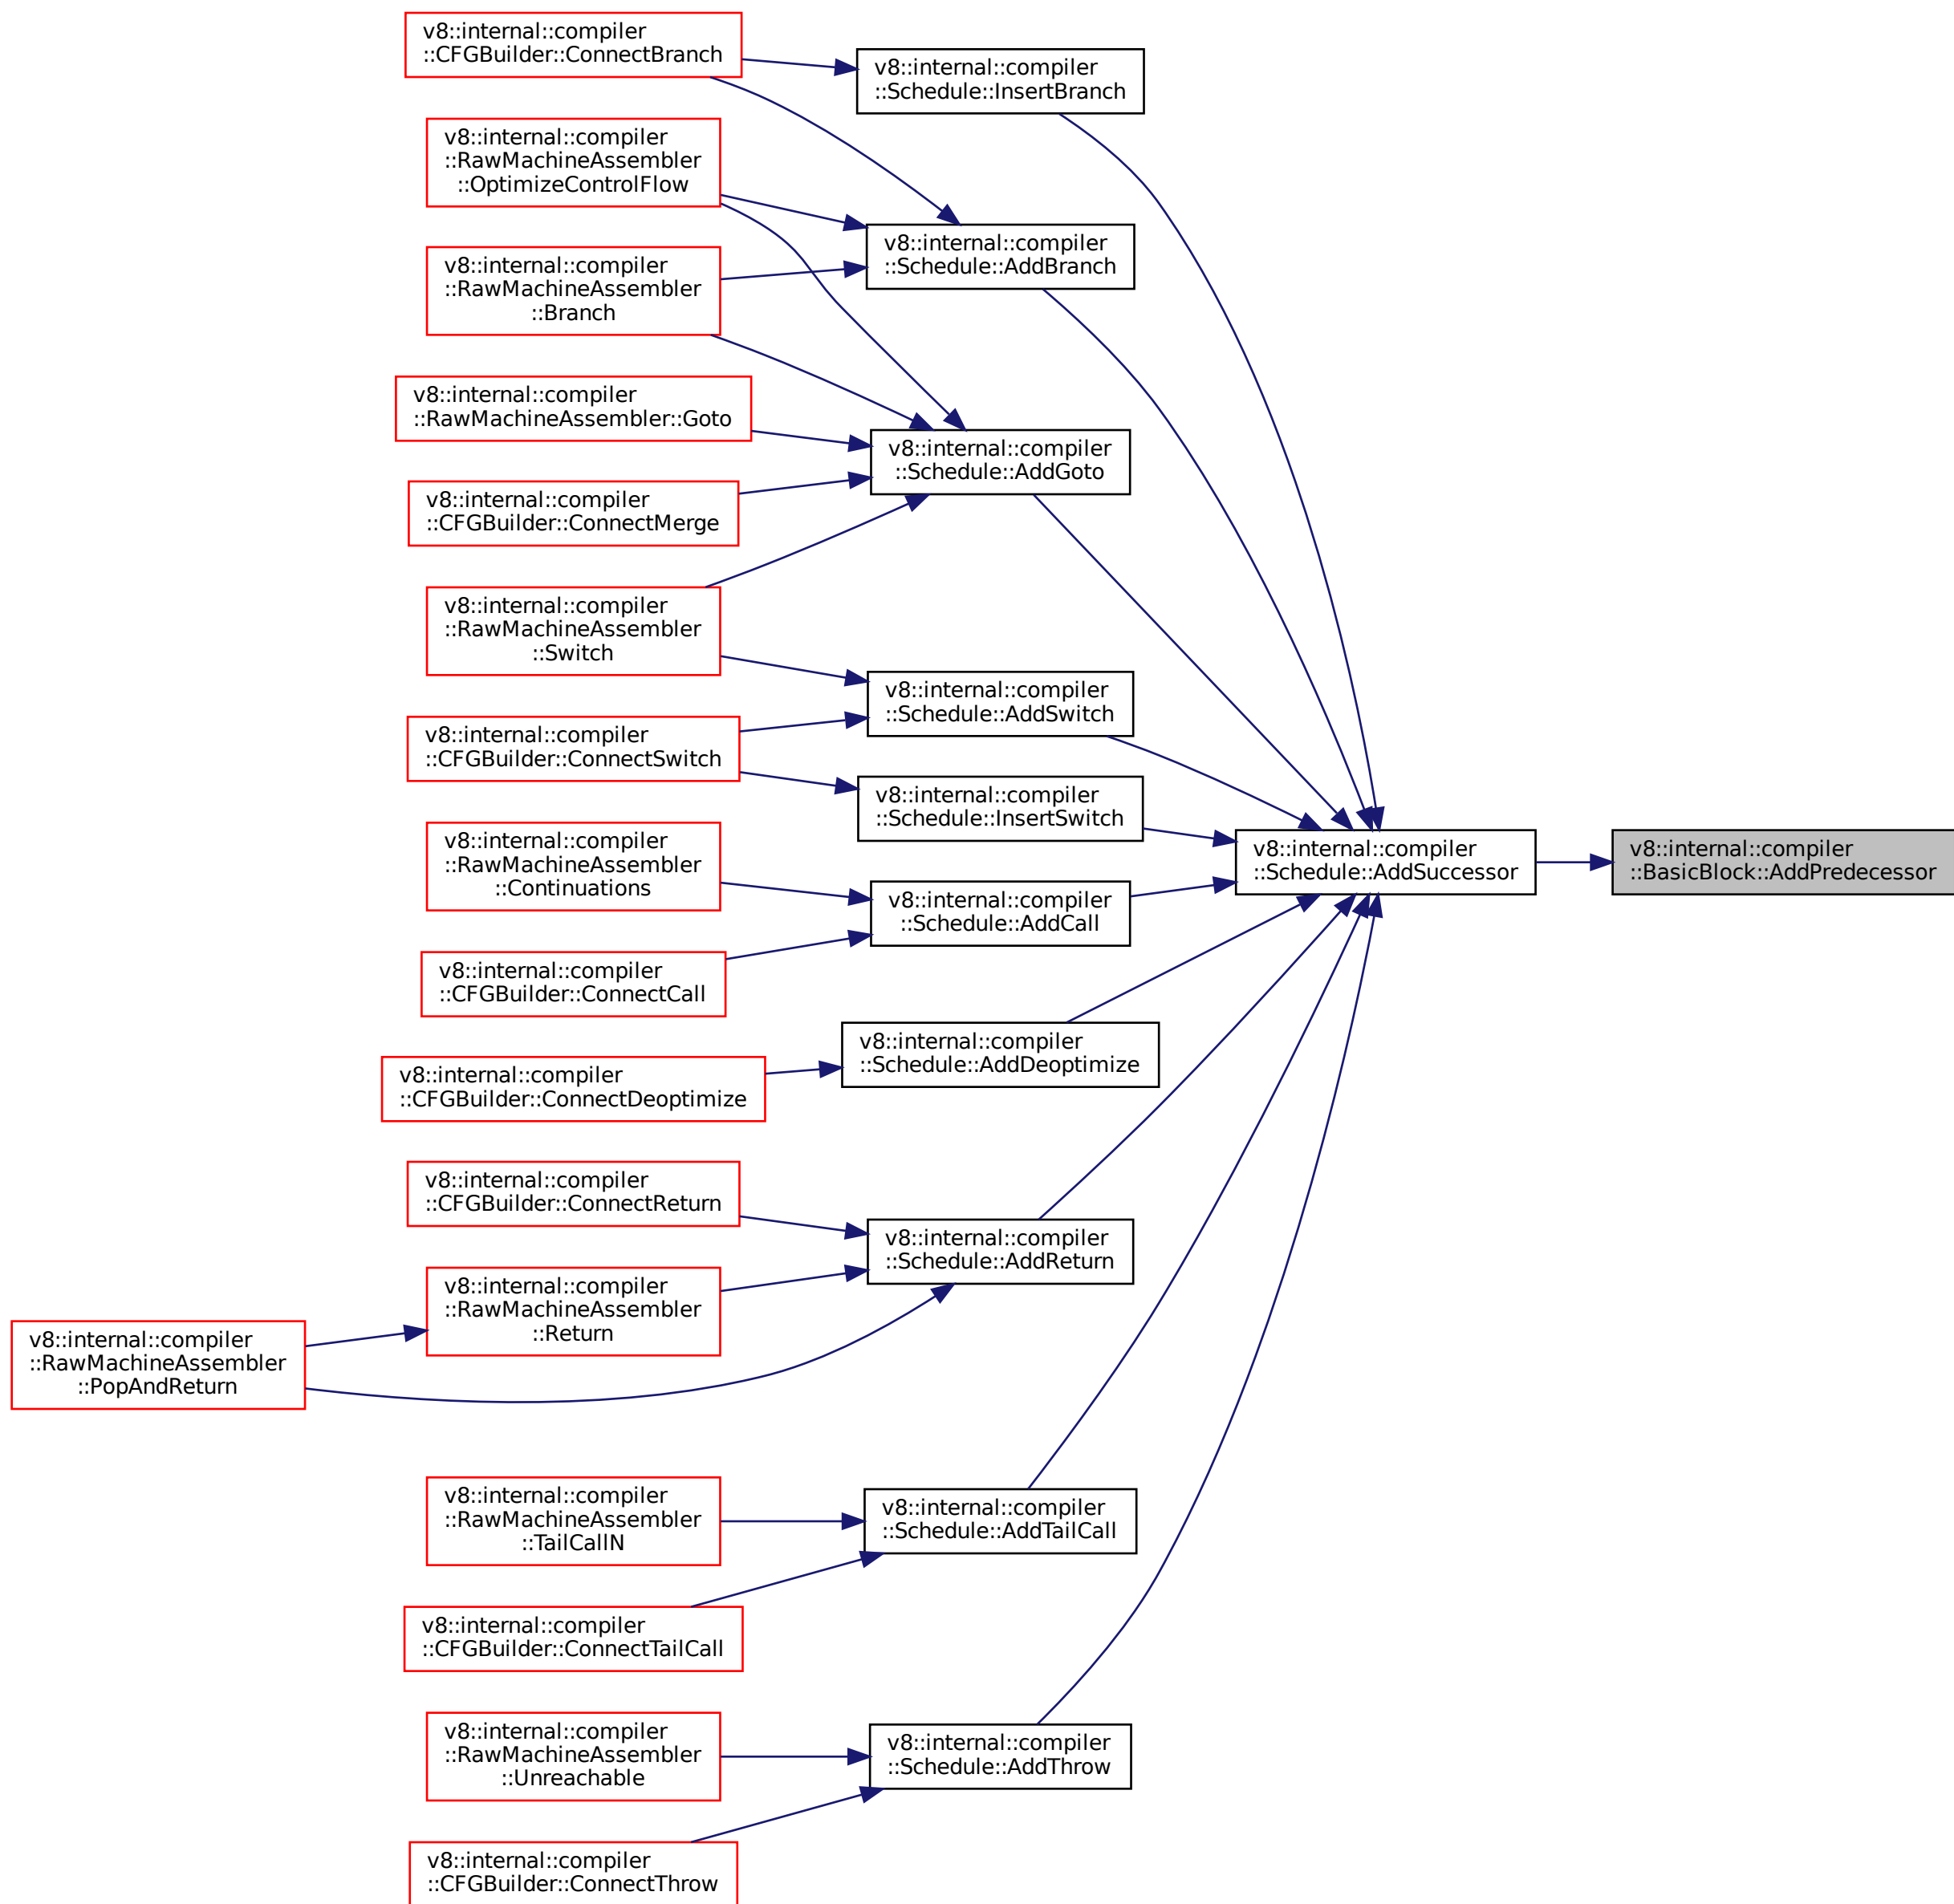 v8::internal::compiler
::CFGBuilder::ConnectBranch
v8::internal::compiler
::Schedule::InsertBranch
v8::internal::compiler
::RawMachineAssembler
::OptimizeControlFlow
v8::internal::compiler
::Schedule::AddBranch
v8::internal::compiler
::RawMachineAssembler
::Branch
v8::internal::compiler
::RawMachineAssembler::Goto
v8::internal::compiler
::Schedule::AddGoto
v8::internal::compiler
::CFGBuilder::ConnectMerge
v8::internal::compiler
::RawMachineAssembler
::Switch
v8::internal::compiler
::Schedule::AddSwitch
v8::internal::compiler
::CFGBuilder::ConnectSwitch
v8::internal::compiler
::Schedule::InsertSwitch
v8::internal::compiler
::Schedule::AddSuccessor
v8::internal::compiler
::BasicBlock::AddPredecessor
v8::internal::compiler
::RawMachineAssembler
::Continuations
v8::internal::compiler
::Schedule::AddCall
v8::internal::compiler
::CFGBuilder::ConnectCall
v8::internal::compiler
::Schedule::AddDeoptimize
v8::internal::compiler
::CFGBuilder::ConnectDeoptimize
v8::internal::compiler
::CFGBuilder::ConnectReturn
v8::internal::compiler
::Schedule::AddReturn
v8::internal::compiler
::RawMachineAssembler
::Return
v8::internal::compiler
::RawMachineAssembler
::PopAndReturn
v8::internal::compiler
::RawMachineAssembler
::TailCallN
v8::internal::compiler
::Schedule::AddTailCall
v8::internal::compiler
::CFGBuilder::ConnectTailCall
v8::internal::compiler
::RawMachineAssembler
::Unreachable
v8::internal::compiler
::Schedule::AddThrow
v8::internal::compiler
::CFGBuilder::ConnectThrow